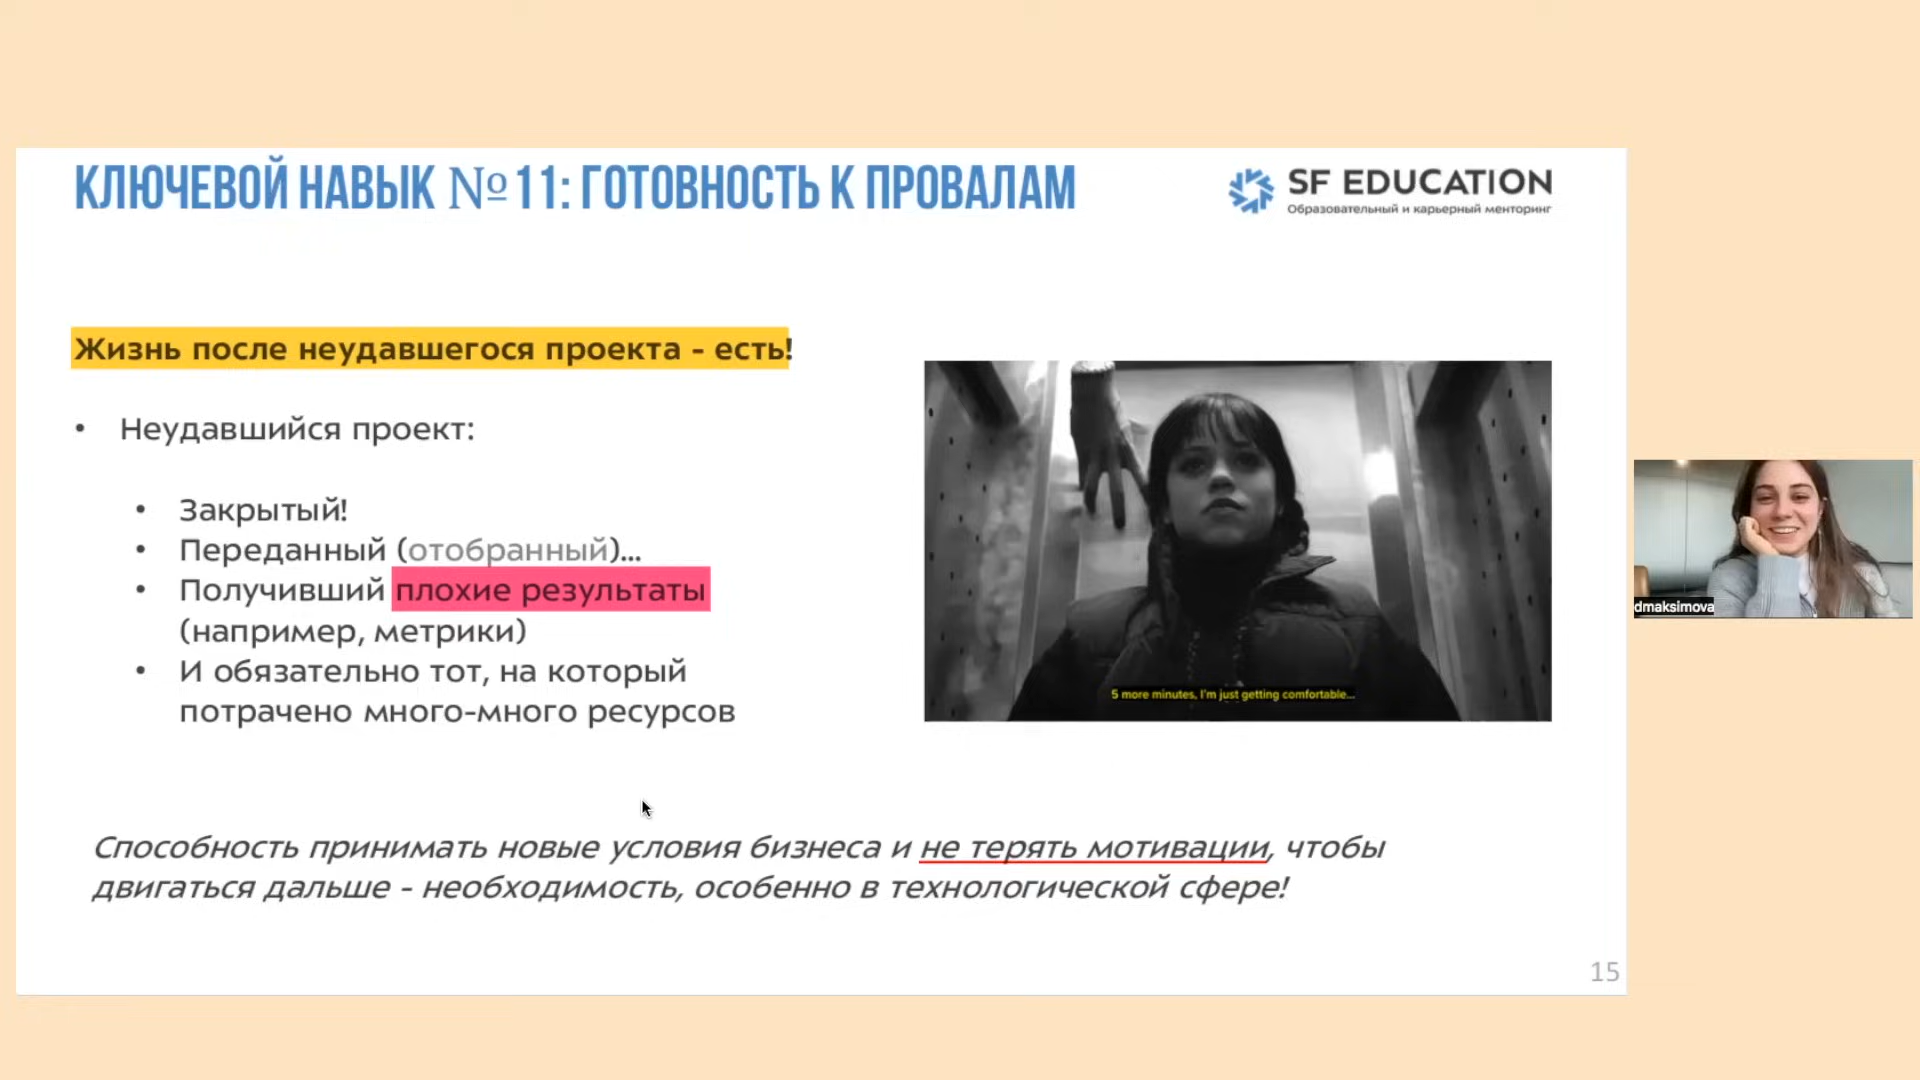 КЛЮЧЕВОЙ НАВЫК №11: ГОТОВНОСТЬ К ПРОВАЛАМ
SF EDUCATION
Образовательный и карьерный менторинг
Жизнь после неудавшегося проекта - есть!
• Неудавшийся проект:
• Закрытый!
• Переданный (отобранный)...
• Получивший плохие результаты
(например, метрики)
• И обязательно тот, на который
потрачено много-много ресурсов
5 more minutes, I'm just getting comfortable...
dmaksimova
Способность принимать новые условия бизнеса и не терять мотивации, чтобы
двигаться дальше - необходимость, особенно в технологической сфере!
15